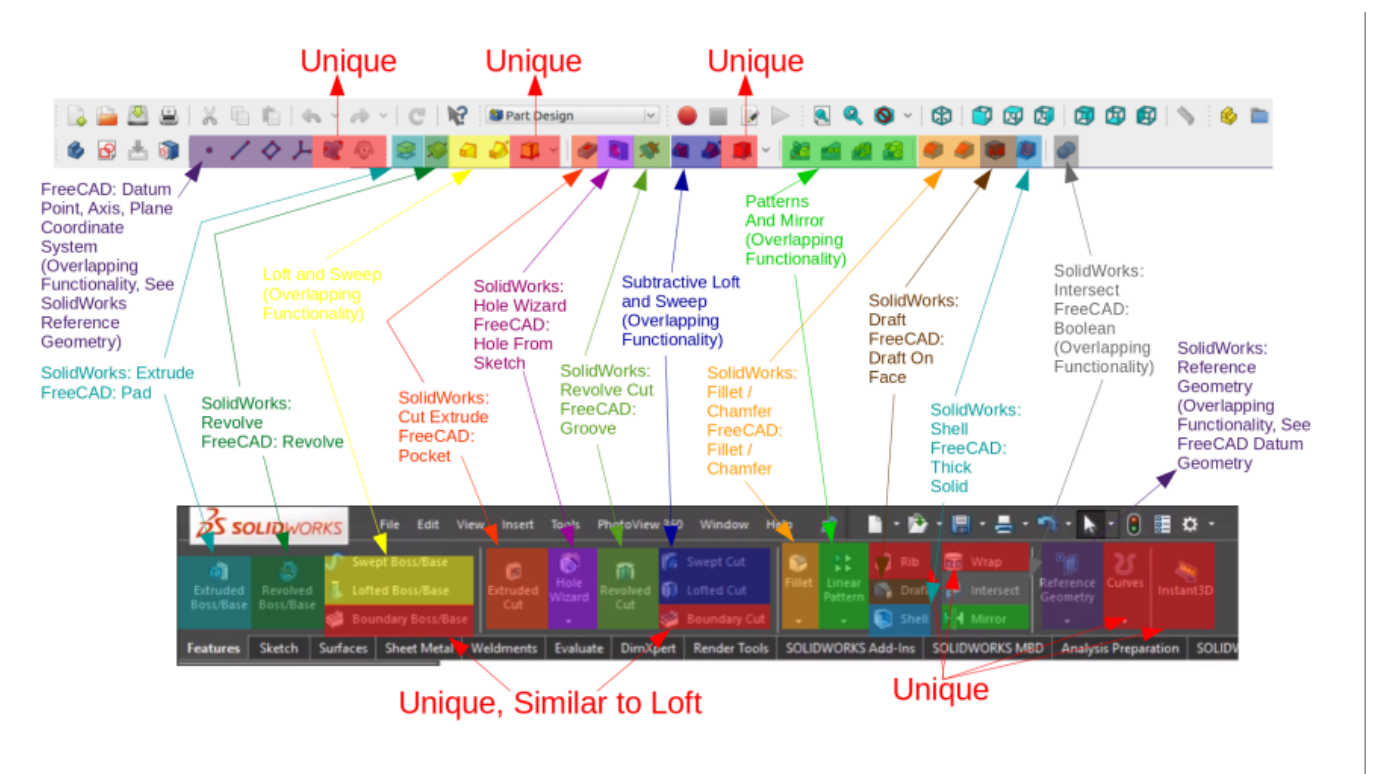 Unique
Unique
Unique
Part Design
FreeCAD: Datum
Point, Axis, Plane
Coordinate
System
(Overlapping
Functionality, See
SolidWorks
Reference
Geometry)
SolidWorks: Extrude
FreeCAD: Pad
SolidWorks:
Revolve
FreeCAD: Revolve
Loft and Sweep
(Overlapping
Functionality)
SolidWorks:
Cut Extrude
FreeCAD:
Pocket
SolidWorks:
Hole Wizard
FreeCAD:
Hole From
Sketch
SolidWorks:
Revolve Cut
FreeCAD:
Groove
Subtractive Loft
and Sweep
(Overlapping
Functionality)
Patterns
And Mirror
(Overlapping
Functionality)
SolidWorks:
Fillet /
Chamfer
FreeCAD:
Fillet /
Chamfer
SolidWorks:
Draft
FreeCAD:
Draft On
Face
SolidWorks:
Shell
FreeCAD:
Thick
Solid
SolidWorks:
Intersect
FreeCAD:
Boolean
(Overlapping
Functionality)
SolidWorks:
Reference
Geometry
(Overlapping
Functionality, See
FreeCAD Datum
Geometry
SOLIDWORKS File Edit View Insert Tools PhotoView 360 Window Help
Extruded
Boss/Base
Revolved
Boss/Base
Swept Boss/Base
Lofted Boss/Base
Boundary Boss/Base
Extruded
Cut
Hole
Wizard
Revolved
Cut
Swept Cut
Lofted Cut
Boundary Cut
Fillet
Linear
Pattern
Rib
Draft
Shell
Wrap
Intersect
Mirror
Reference
Geometry
Curves
Instant3D
Features Sketch Surfaces Sheet Metal Weldments Evaluate DimXpert Render Tools SOLIDWORKS Add-Ins SOLIDWORKS MBD Analysis Preparation
Unique, Similar to Loft
Unique